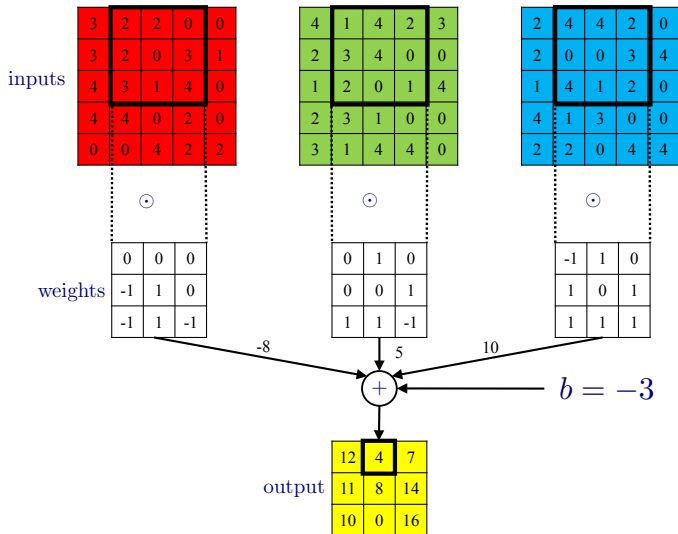 3 2 2 0 0 4 1 4 2 3 2 4 4 2 0
3 2 0 3 1 2 3 4 0 0 2 0 0 3 4
inputs
4 3 1 4 0 1 2 0 1 4 1 4 1 2 0
4 4 0 2 0 2 3 1 0 0 4 1 3 0 0
0 0 4 2 2 3 1 4 4 0 2 2 0 4 4
⊙ ⊙ ⊙
0 0 0 0 1 0 -1 1 0
weights -1 1 0 0 0 1 1 0 1
-1 1 -1 1 1 -1 1 1 1
-8 5 10
+ b = −3
12 4 7
output 11 8 14
10 0 16